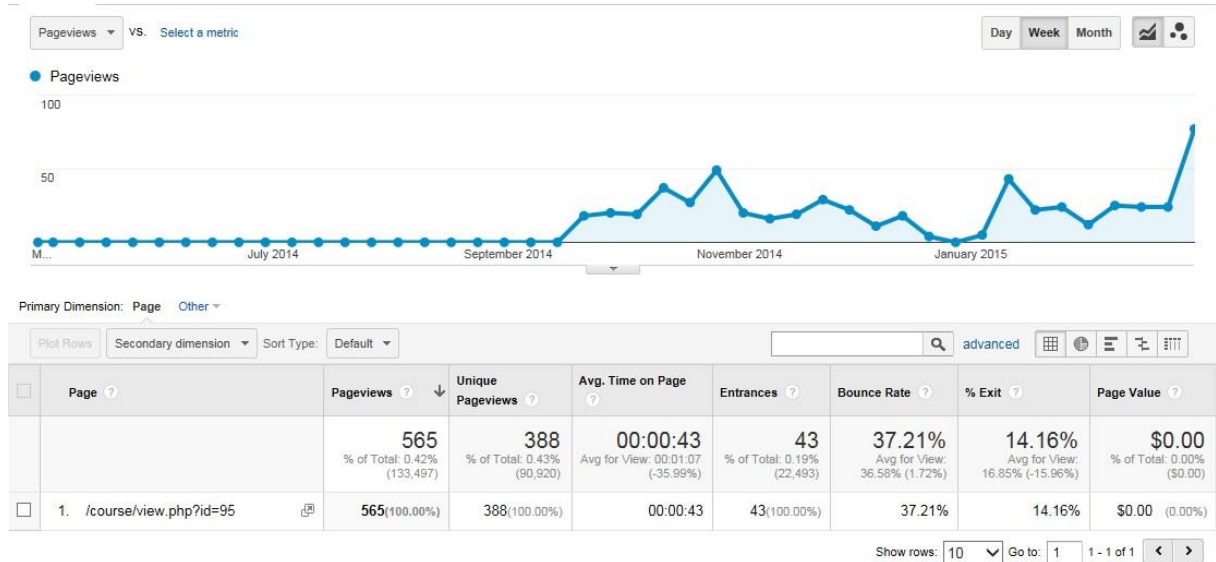 Pageviews VS. Select a metric Day Week Month
Pageviews
100
50
M... July 2014 September 2014 November 2014 January 2015
Primary Dimension: Page Other
Plot Rows Secondary dimension Sort Type: Default advanced
Page ? Pageviews ? Unique Pageviews ? Avg. Time on Page ? Entrances ? Bounce Rate ? % Exit ? Page Value ?
565 388 00:00:43 43 37.21% 14.16% $0.00
% of Total: 0.42% % of Total: 0.43% Avg for View: 00:01:07 % of Total: 0.19% Avg for View: Avg for View: % of Total: 0.00%
(133,497) (90,920) (-35.99%) (22,493) 36.58% (1.72%) 16.85% (-15.96%) ($0.00)
1. /course/view.php?id=95 565(100.00%) 388(100.00%) 00:00:43 43(100.00%) 37.21% 14.16% $0.00 (0.00%)
Show rows: 10 Go to: 1 1 - 1 of 1